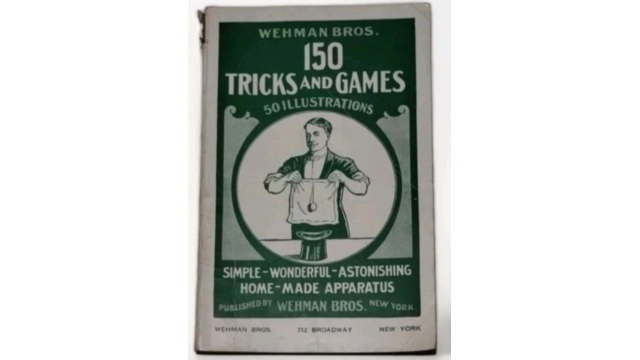 WEHMAN BROS.
150
TRICKS AND GAMES
50 ILLUSTRATIONS
SIMPLE-WONDERFUL-ASTONISHING
HOME-MADE APPARATUS
PUBLISHED BY WEHMAN BROS. NEW YORK
WEHMAN BROS. 712 BROADWAY NEW YORK